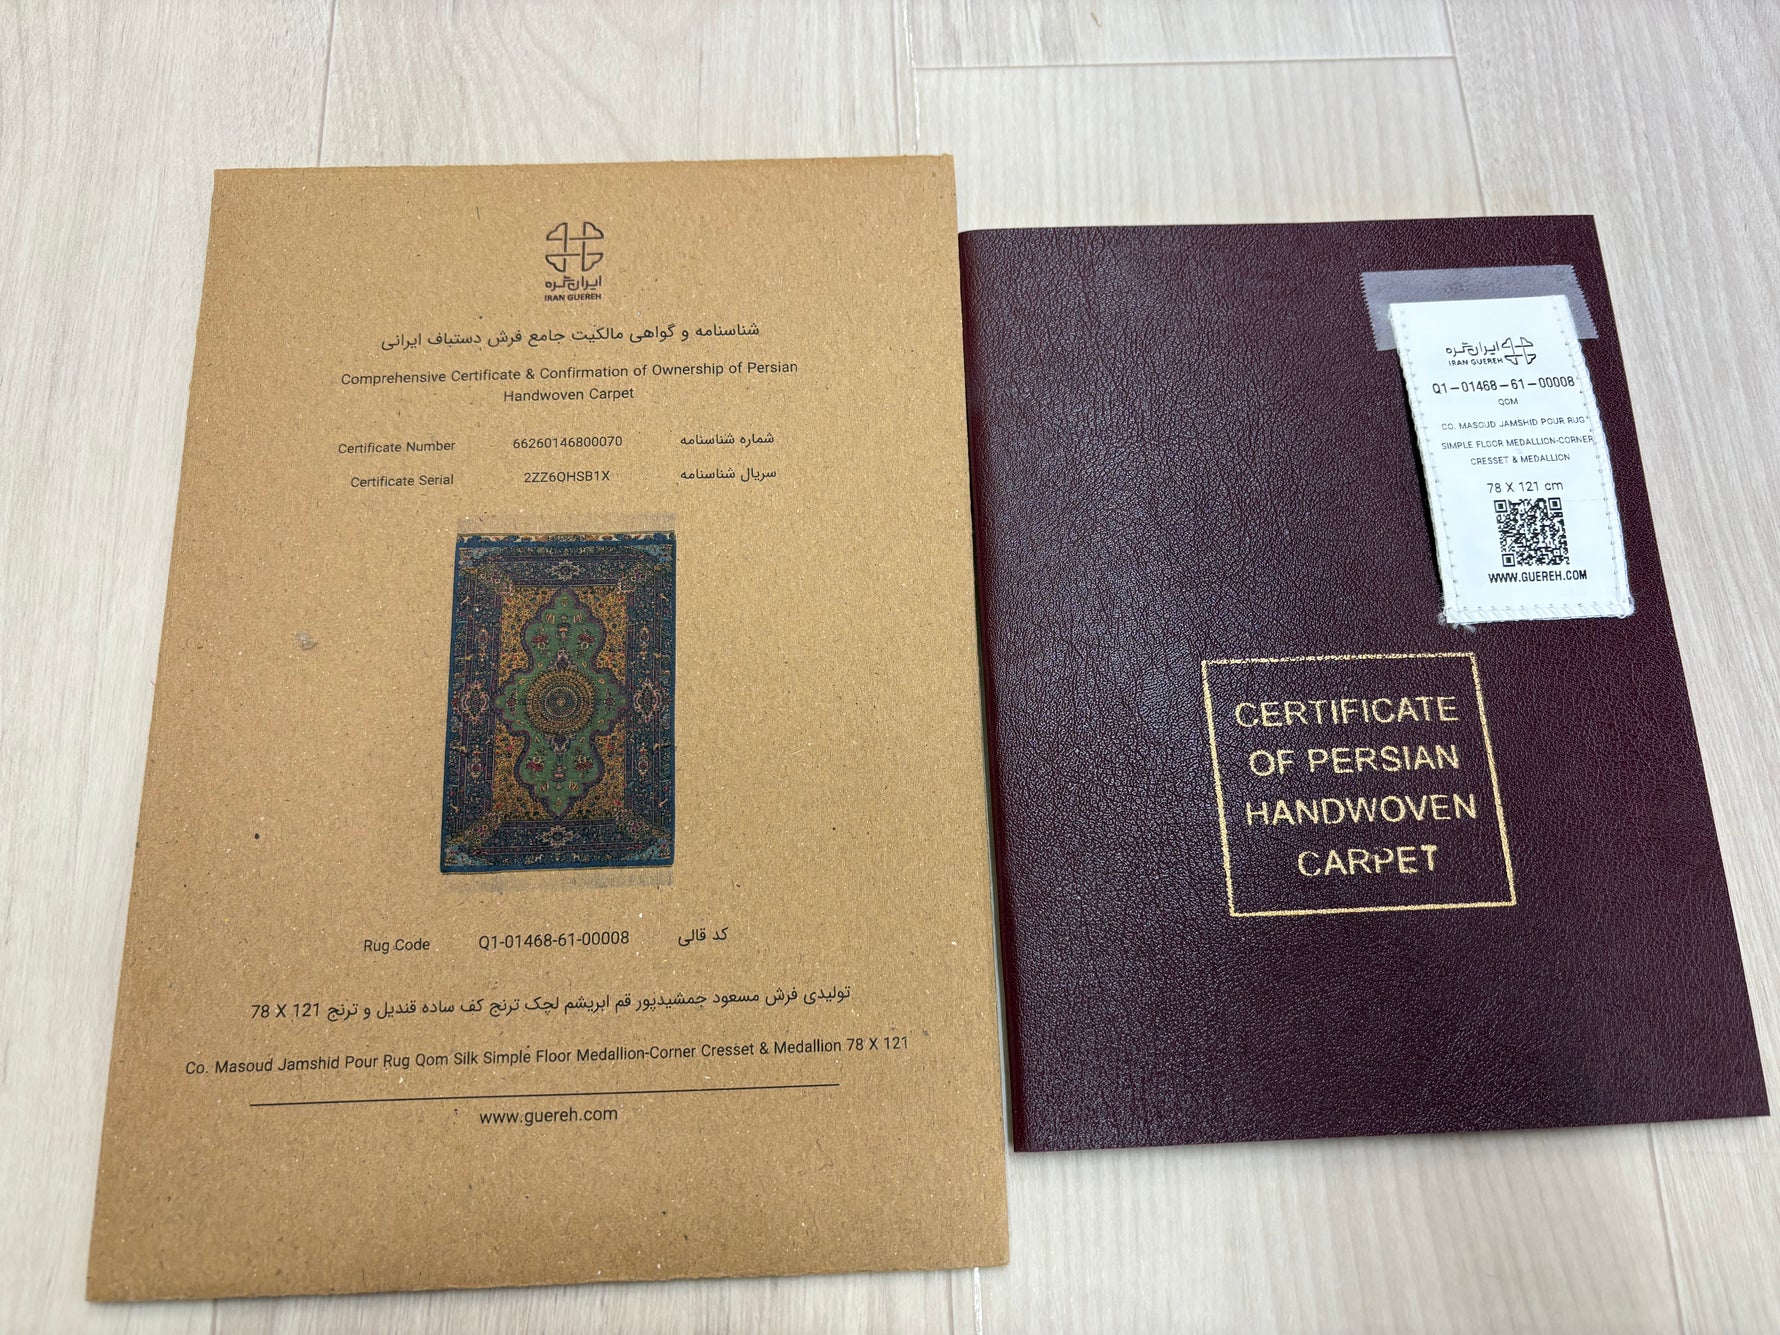 ایران گره
IRAN GUEREH
شناسنامه و گواهی مالکیت جامع فرش دستباف ایرانی
Comprehensive Certificate & Confirmation of Ownership of Persian
Handwoven Carpet
Certificate Number 66260146800070 شماره شناسنامه
Certificate Serial 2ZZ6OHSB1X سریال شناسنامه
Rug Code Q1-01468-61-00008 کد قالی
تولیدی فرش مسعود جمشیدپور قم ابریشم لچک ترنج کف ساده قندیل و ترنج 121 X 78
Co. Masoud Jamshid Pour Rug Qom Silk Simple Floor Medallion-Corner Cresset & Medallion 78 X 121
www.guereh.com
ایران گره
IRAN GUEREH
Q1-01468-61-00008
QOM
CO. MASOUD JAMSHID POUR RUG
SIMPLE FLOOR MEDALLION-CORNER
CRESSET & MEDALLION
78 X 121 cm
WWW.GUEREH.COM
CERTIFICATE
OF PERSIAN
HANDWOVEN
CARPET